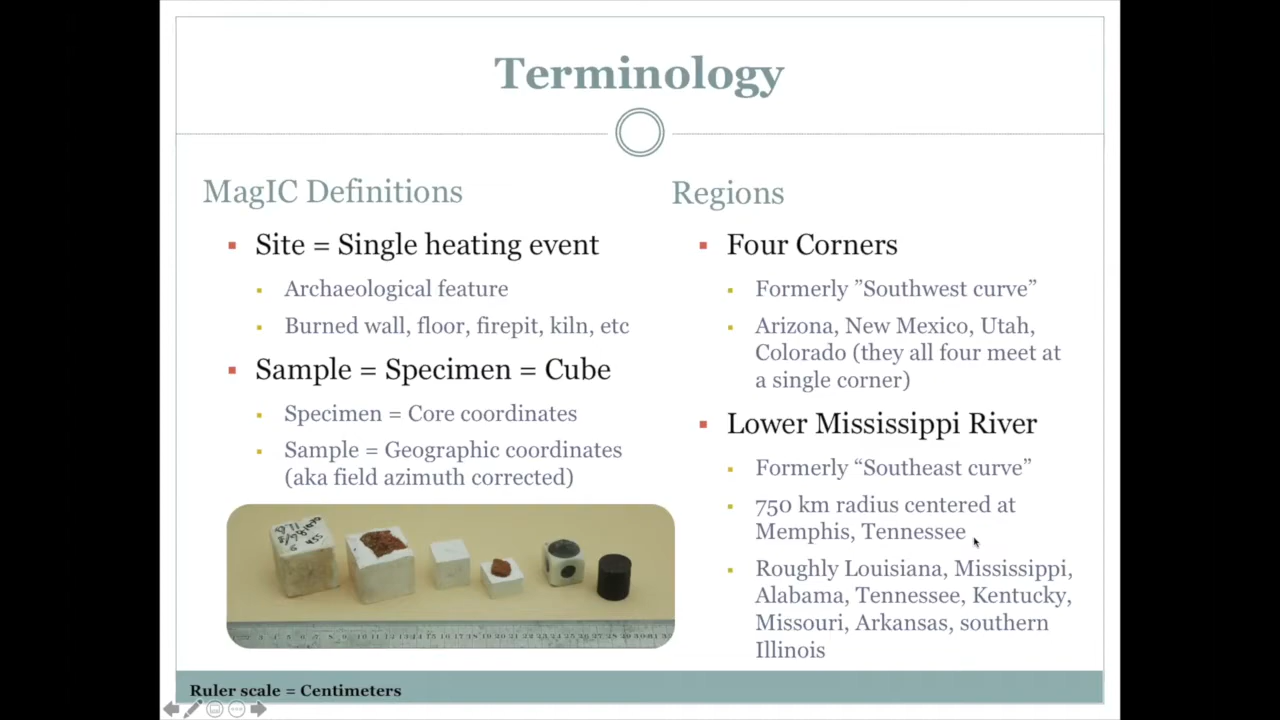 Terminology
MagIC Definitions
Site = Single heating event
Archaeological feature
Burned wall, floor, firepit, kiln, etc
Sample = Specimen = Cube
Specimen = Core coordinates
Sample = Geographic coordinates
(aka field azimuth corrected)
Regions
Four Corners
Formerly ”Southwest curve”
Arizona, New Mexico, Utah,
Colorado (they all four meet at
a single corner)
Lower Mississippi River
Formerly “Southeast curve”
750 km radius centered at
Memphis, Tennessee
Roughly Louisiana, Mississippi,
Alabama, Tennessee, Kentucky,
Missouri, Arkansas, southern
Illinois
Ruler scale = Centimeters